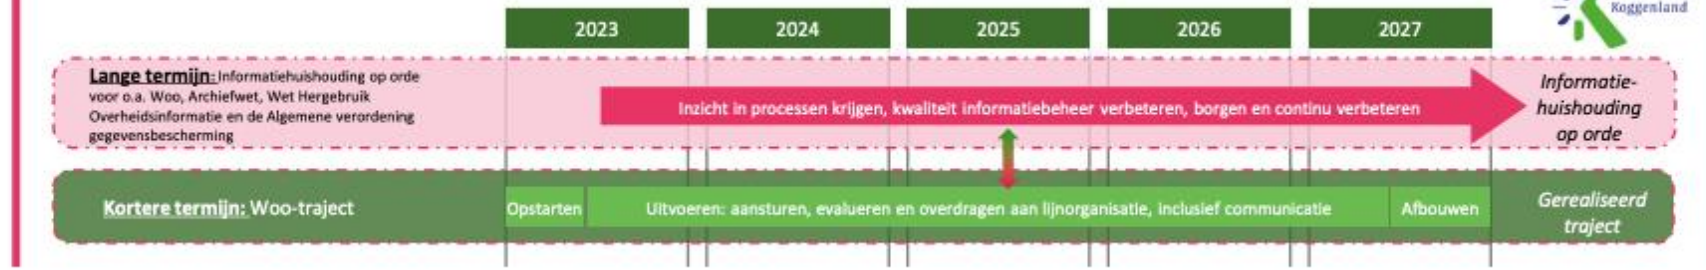 Koggenland
2023 2024 2025 2026 2027
Lange termijn: Informatiehuishouding op orde
voor o.a. Woo, Archiefwet, Wet Hergebruik
Overheidsinformatie en de Algemene verordening
gegevensbescherming
Inzicht in processen krijgen, kwaliteit informatiebeheer verbeteren, borgen en continu verbeteren
Informatie-
huishouding
op orde
Kortere termijn: Woo-traject
Opstarten
Uitvoeren: aansturen, evalueren en overdragen aan lijnorganisatie, inclusief communicatie
Afbouwen
Gerealiseerd
traject